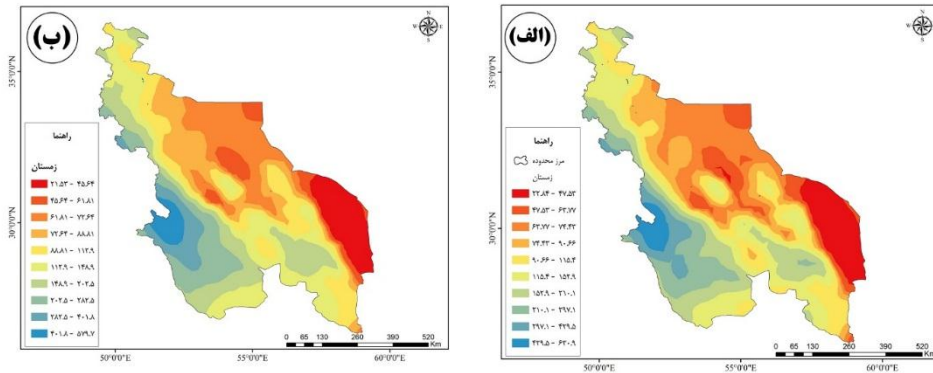 (الف)
N
W
E
S
35°0'0"N
30°0'0"N
راهنما
مرز محدوده
زمستان
۲۲.۸۴ - ۴۷.۵۳
۴۷.۵۳ - ۶۳.۷۷
۶۳.۷۷ - ۷۴.۴۳
۷۴.۴۳ - ۹۰.۶۶
۹۰.۶۶ - ۱۱۵.۴
۱۱۵.۴ - ۱۵۲.۹
۱۵۲.۹ - ۲۱۰.۱
۲۱۰.۱ - ۲۹۷.۱
۲۹۷.۱ - ۴۲۹.۵
۴۲۹.۵ - ۶۳۰.۹
0 65 130 260 390 520
Km
50°0'0"E 55°0'0"E 60°0'0"E
(ب)
N
W
E
S
35°0'0"N
30°0'0"N
راهنما
زمستان
۲۱.۵۳ - ۴۵.۶۴
۴۵.۶۴ - ۶۱.۸۱
۶۱.۸۱ - ۷۲.۶۴
۷۲.۶۴ - ۸۸.۸۱
۸۸.۸۱ - ۱۱۲.۹
۱۱۲.۹ - ۱۴۸.۹
۱۴۸.۹ - ۲۰۲.۵
۲۰۲.۵ - ۲۸۲.۵
۲۸۲.۵ - ۴۰۱.۸
۴۰۱.۸ - ۵۷۹.۷
0 65 130 260 390 520
Km
50°0'0"E 55°0'0"E 60°0'0"E